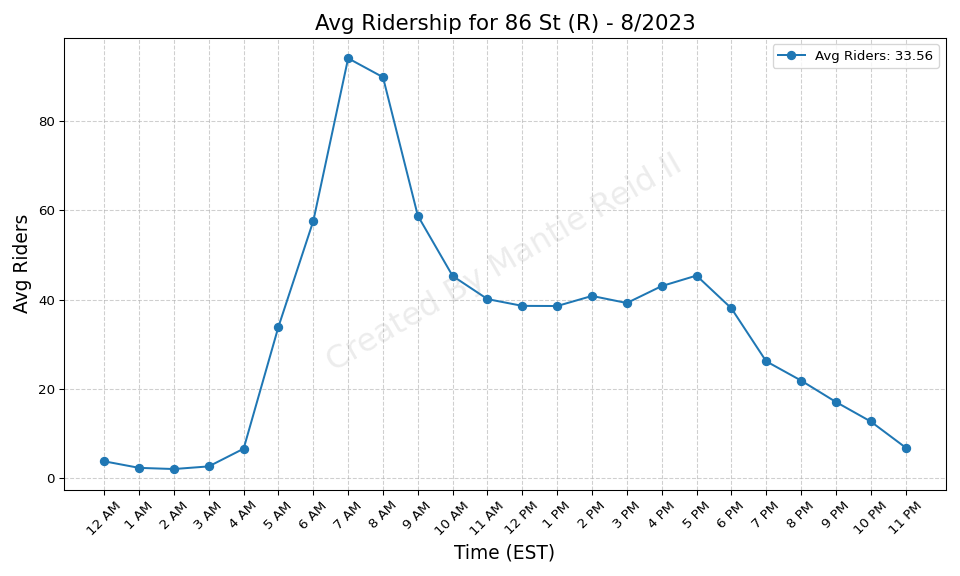 Avg Ridership for 86 St (R) - 8/2023
Avg Riders: 33.56
Created By Mantie Reid II
Avg Riders
80
60
40
20
0
12 AM
1 AM
2 AM
3 AM
4 AM
5 AM
6 AM
7 AM
8 AM
9 AM
10 AM
11 AM
12 PM
1 PM
2 PM
3 PM
4 PM
5 PM
6 PM
7 PM
8 PM
9 PM
10 PM
11 PM
Time (EST)